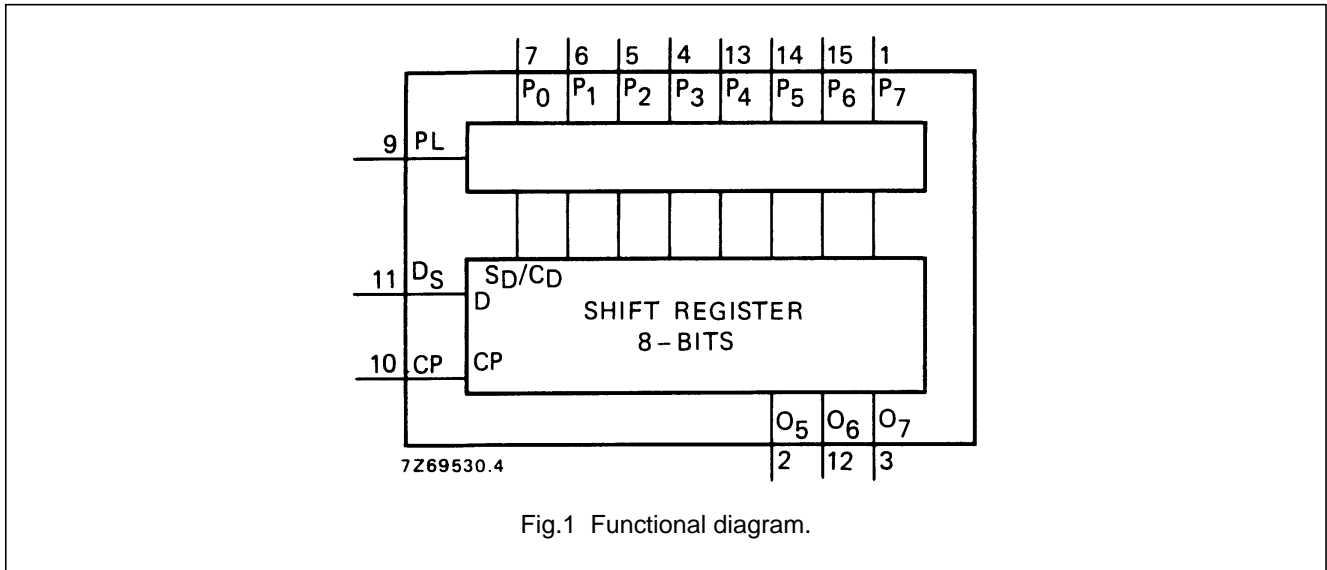 7 6 5 4 13 14 15 1
P0 P1 P2 P3 P4 P5 P6 P7
9 PL
11 DS SD/CD
D
SHIFT REGISTER
8-BITS
10 CP CP
O5 O6 O7
7Z69530.4
2 12 3
Fig.1 Functional diagram.